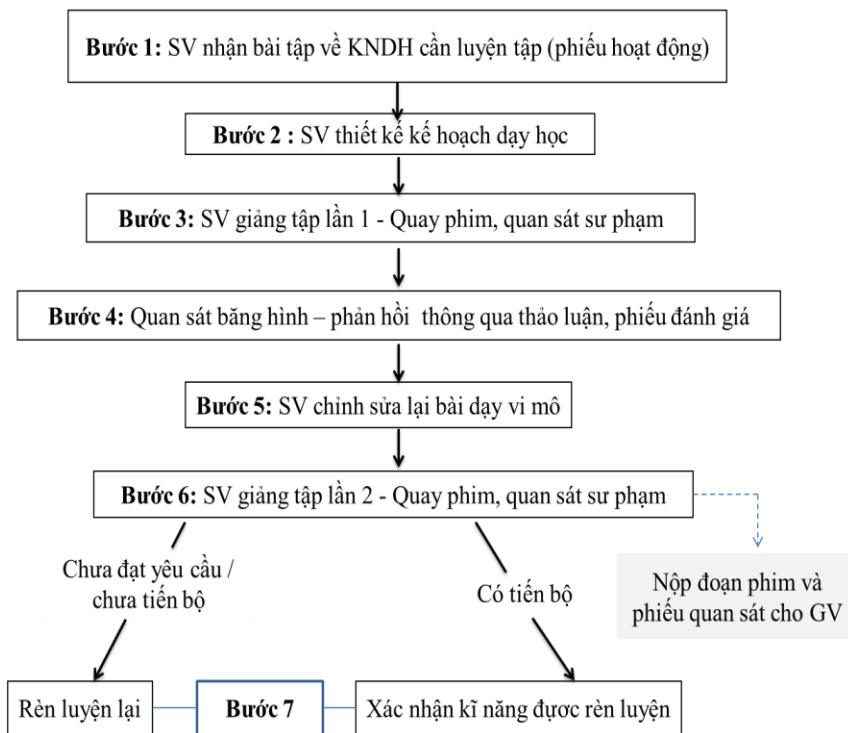 Bước 1: SV nhận bài tập về KNDH cần luyện tập (phiếu hoạt động)
Bước 2 : SV thiết kế kế hoạch dạy học
Bước 3: SV giảng tập lần 1 - Quay phim, quan sát sư phạm
Bước 4: Quan sát băng hình – phản hồi thông qua thảo luận, phiếu đánh giá
Bước 5: SV chỉnh sửa lại bài dạy vi mô
Bước 6: SV giảng tập lần 2 - Quay phim, quan sát sư phạm
Chưa đạt yêu cầu /
chưa tiến bộ
Có tiến bộ
Nộp đoạn phim và
phiếu quan sát cho GV
Rèn luyện lại
Bước 7
Xác nhận kĩ năng đựơc rèn luyện